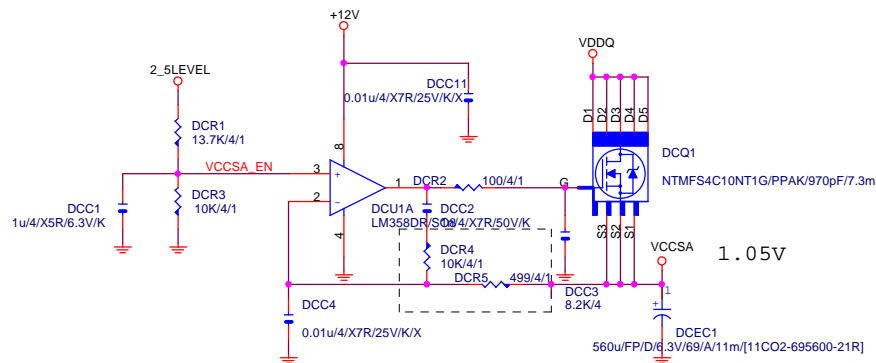 +12V
VDDQ
2_5LEVEL
DCC11
0.01u/4/X7R/25V/K/X
D1
D2
D3
D4
D5
DCR1
13.7K/4/1
8
DCQ1
VCCSA_EN
3
+
1
DCR2
100/4/1
G
NTMFS4C10NT1G/PPAK/970pF/7.3m
2
-
DCR3
10K/4/1
DCC1
1u/4/X5R/6.3V/K
DCU1A
LM358DR/SO8
DCC2
/4/X7R/50V/K
4
S3
S2
S1
VCCSA
1.05V
DCR4
10K/4/1
DCR5
499/4/1
DCC3
8.2K/4
DCC4
0.01u/4/X7R/25V/K/X
1
+
DCEC1
560u/FP/D/6.3V/69/A/11m/[11CO2-695600-21R]